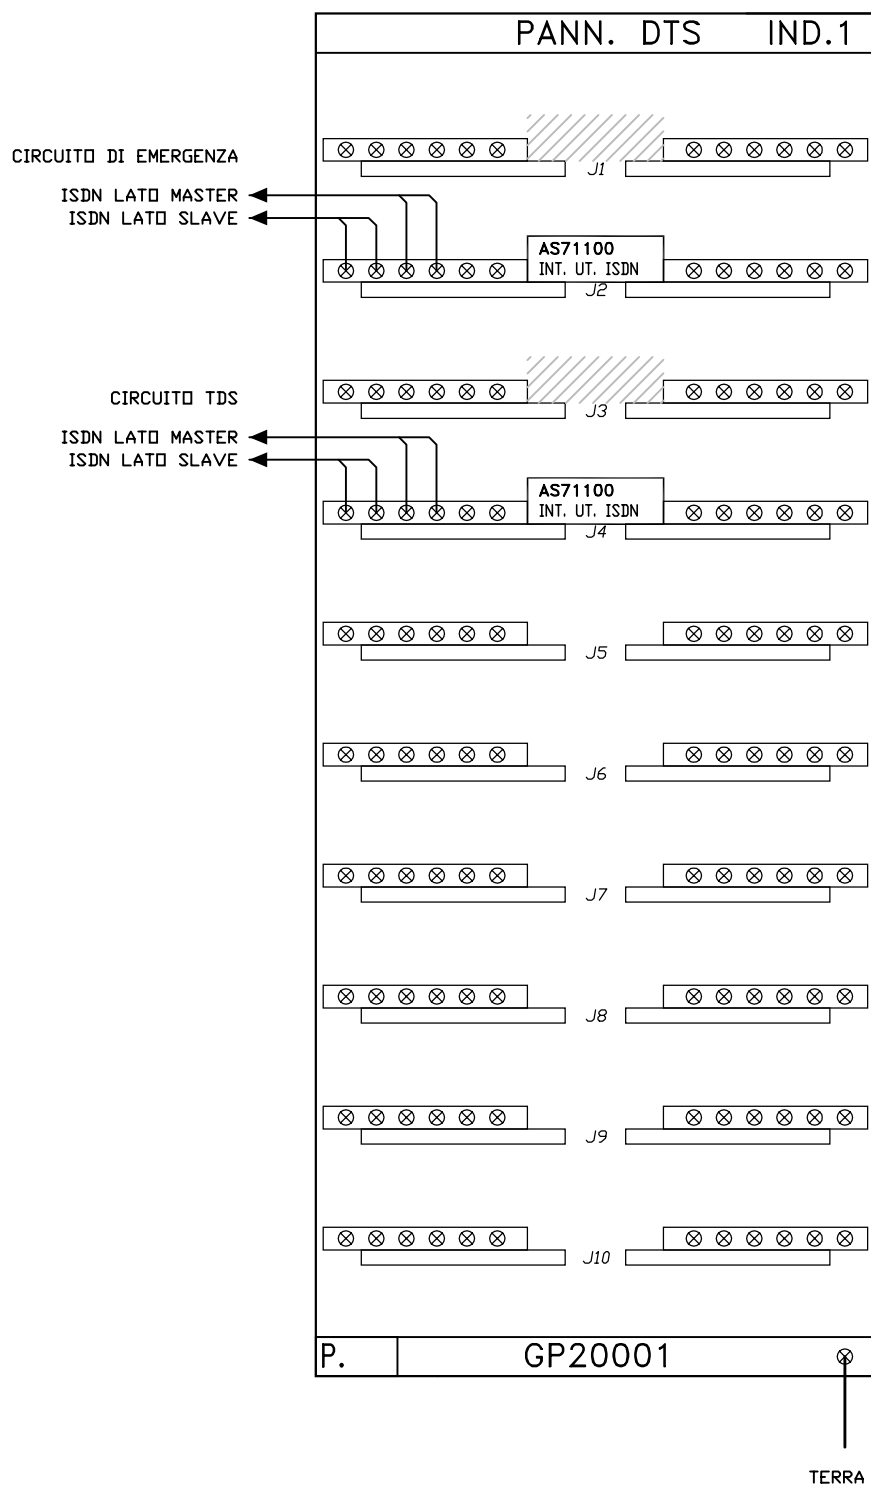 PANN. DTS IND.1
CIRCUITO DI EMERGENZA
J1
ISDN LATO MASTER
ISDN LATO SLAVE
AS71100
INT. UT. ISDN
J2
CIRCUITO TDS
J3
ISDN LATO MASTER
ISDN LATO SLAVE
AS71100
INT. UT. ISDN
J4
J5
J6
J7
J8
J9
J10
P. GP20001
TERRA